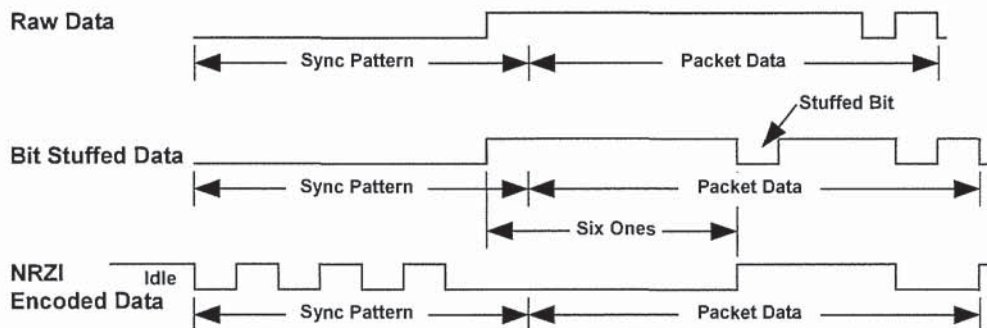 Raw Data
Sync Pattern
Packet Data
Stuffed Bit
Bit Stuffed Data
Sync Pattern
Packet Data
Six Ones
NRZI
Idle
Encoded Data
Sync Pattern
Packet Data